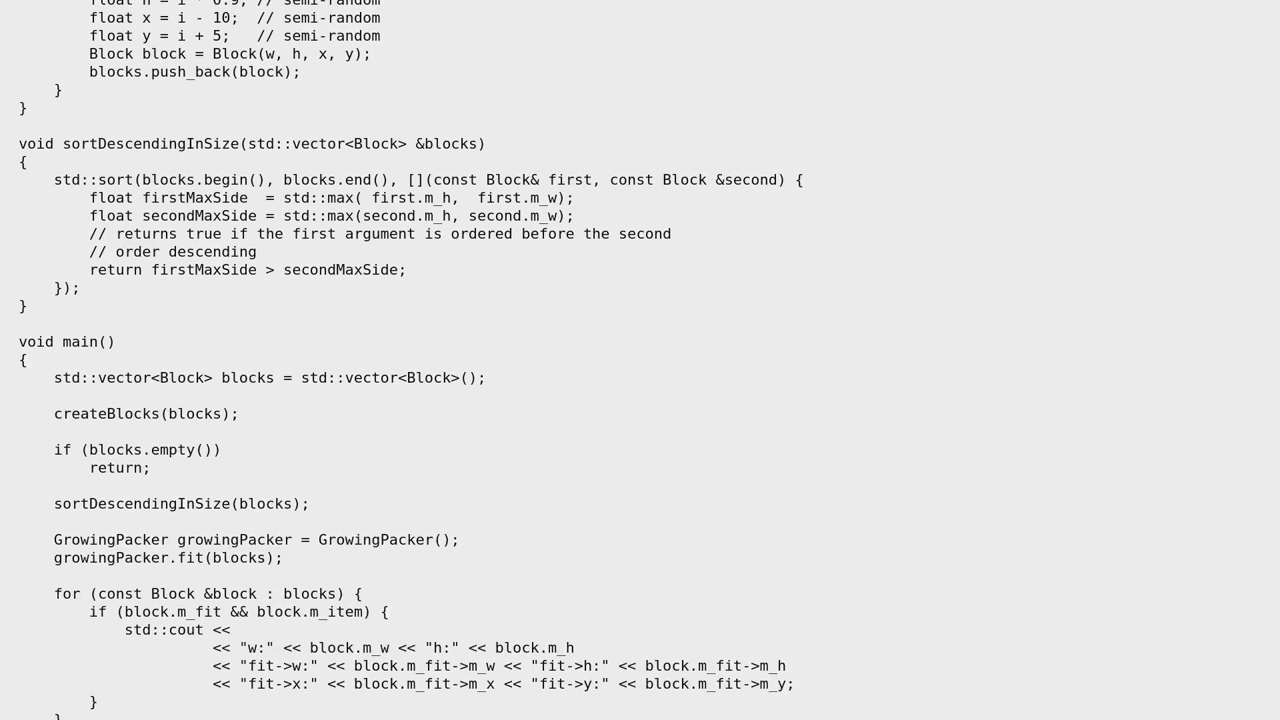 float h = i * 0.9; // semi-random
float x = i - 10;  // semi-random
float y = i + 5;   // semi-random
Block block = Block(w, h, x, y);
blocks.push_back(block);
}
}
void sortDescendingInSize(std::vector<Block> &blocks)
{
std::sort(blocks.begin(), blocks.end(), [](const Block& first, const Block &second) {
float firstMaxSide  = std::max( first.m_h,  first.m_w);
float secondMaxSide = std::max(second.m_h, second.m_w);
// returns true if the first argument is ordered before the second
// order descending
return firstMaxSide > secondMaxSide;
});
}
void main()
{
std::vector<Block> blocks = std::vector<Block>();
createBlocks(blocks);
if (blocks.empty())
return;
sortDescendingInSize(blocks);
GrowingPacker growingPacker = GrowingPacker();
growingPacker.fit(blocks);
for (const Block &block : blocks) {
if (block.m_fit && block.m_item) {
std::cout <<
<< "w:" << block.m_w << "h:" << block.m_h
<< "fit->w:" << block.m_fit->m_w << "fit->h:" << block.m_fit->m_h
<< "fit->x:" << block.m_fit->m_x << "fit->y:" << block.m_fit->m_y;
}
}